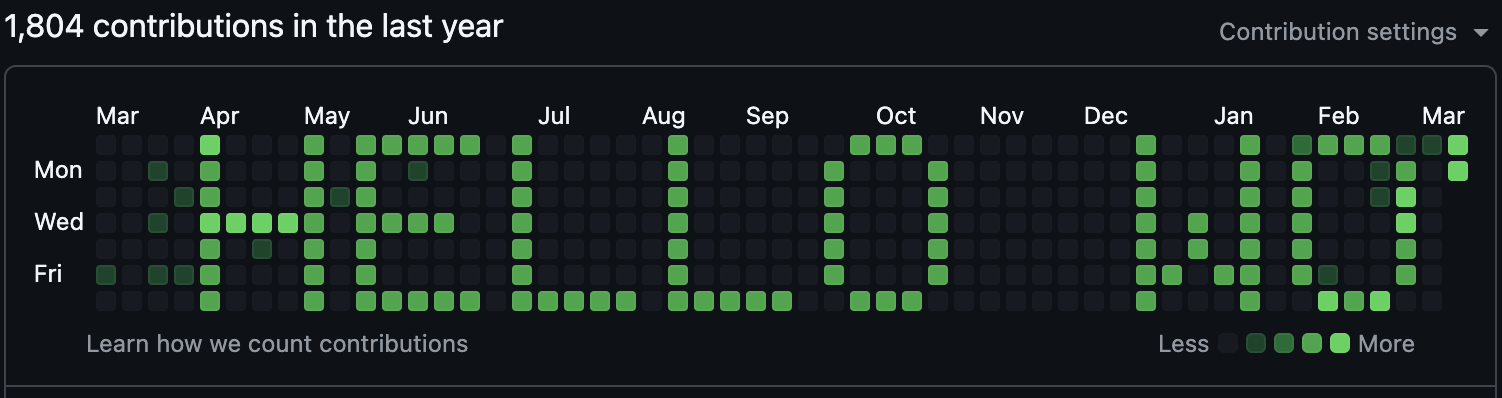 1,804 contributions in the last year
Contribution settings
Mar Apr May Jun Jul Aug Sep Oct Nov Dec Jan Feb Mar
Mon
Wed
Fri
HELLO WO
Learn how we count contributions
Less More